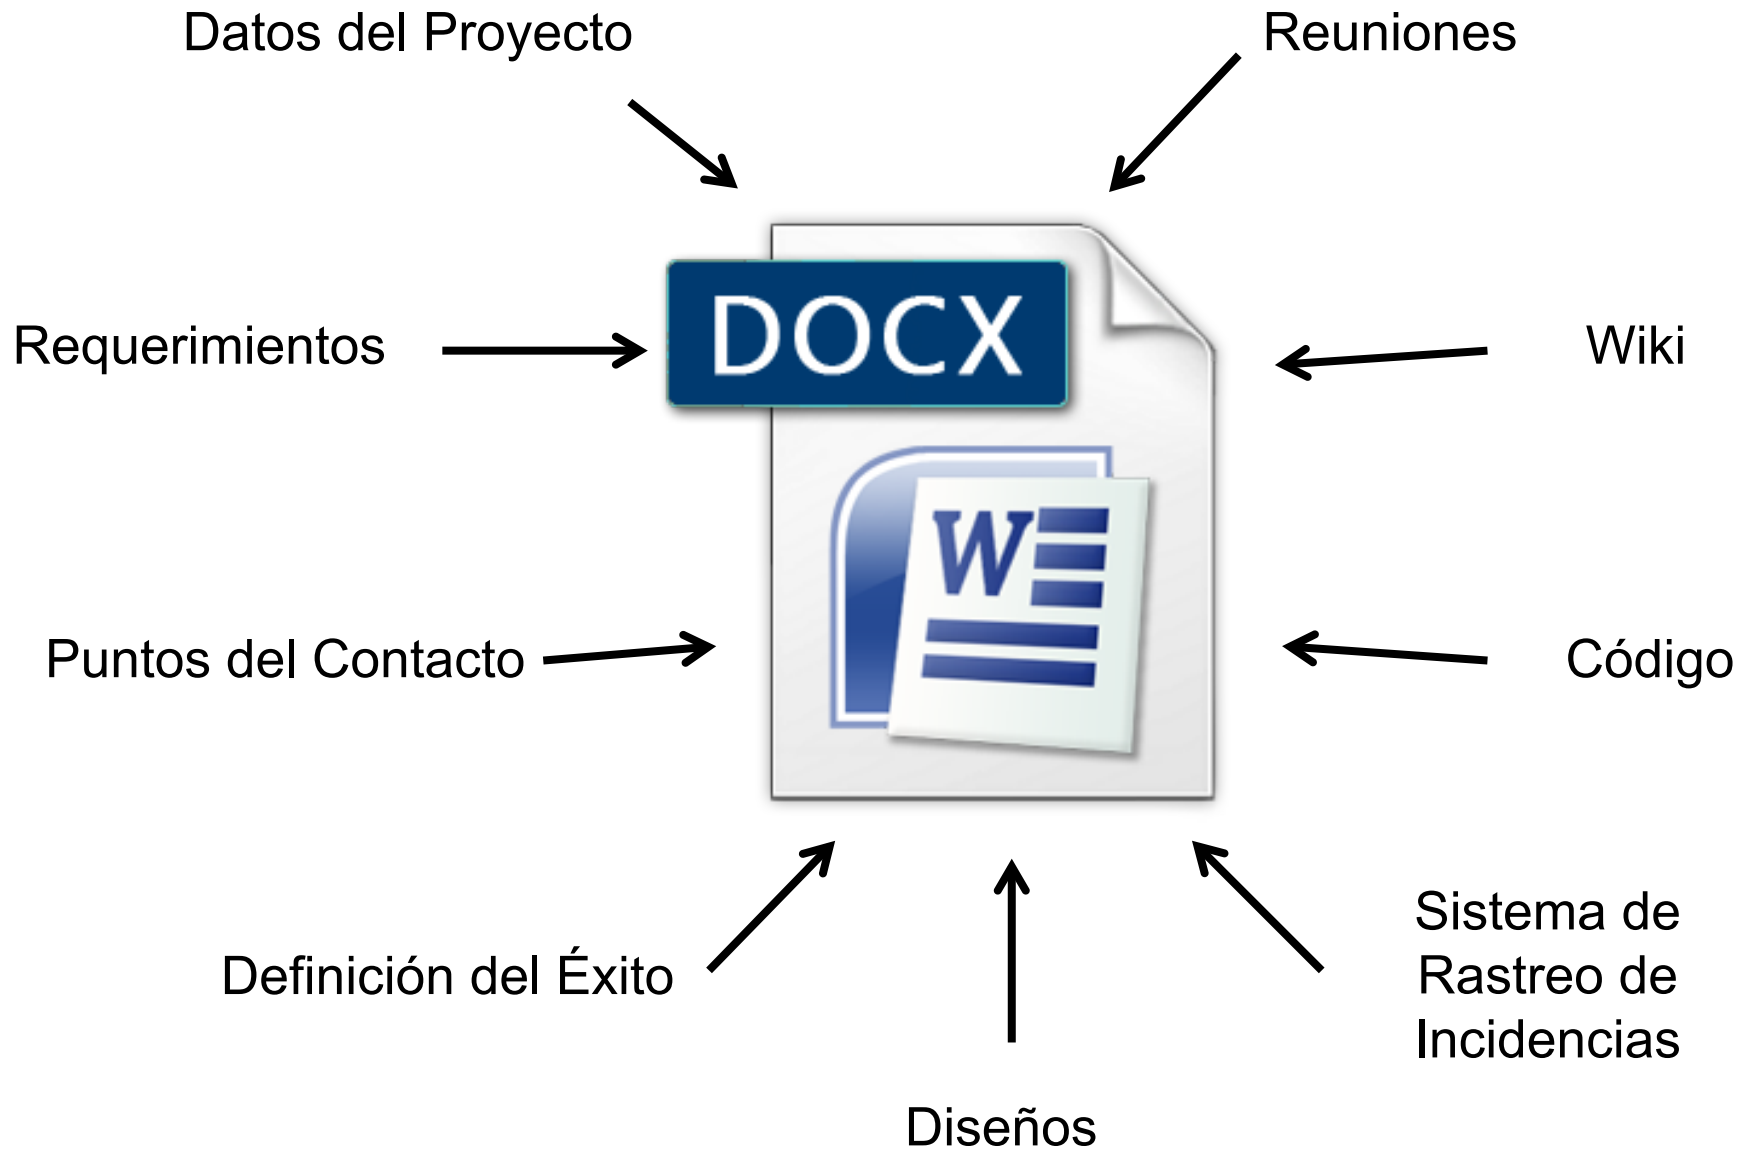 Datos del Proyecto
Reuniones
DOCX
Requerimientos
Wiki
W
Puntos del Contacto
Código
Definición del Éxito
Sistema de
Rastreo de
Incidencias
Diseños